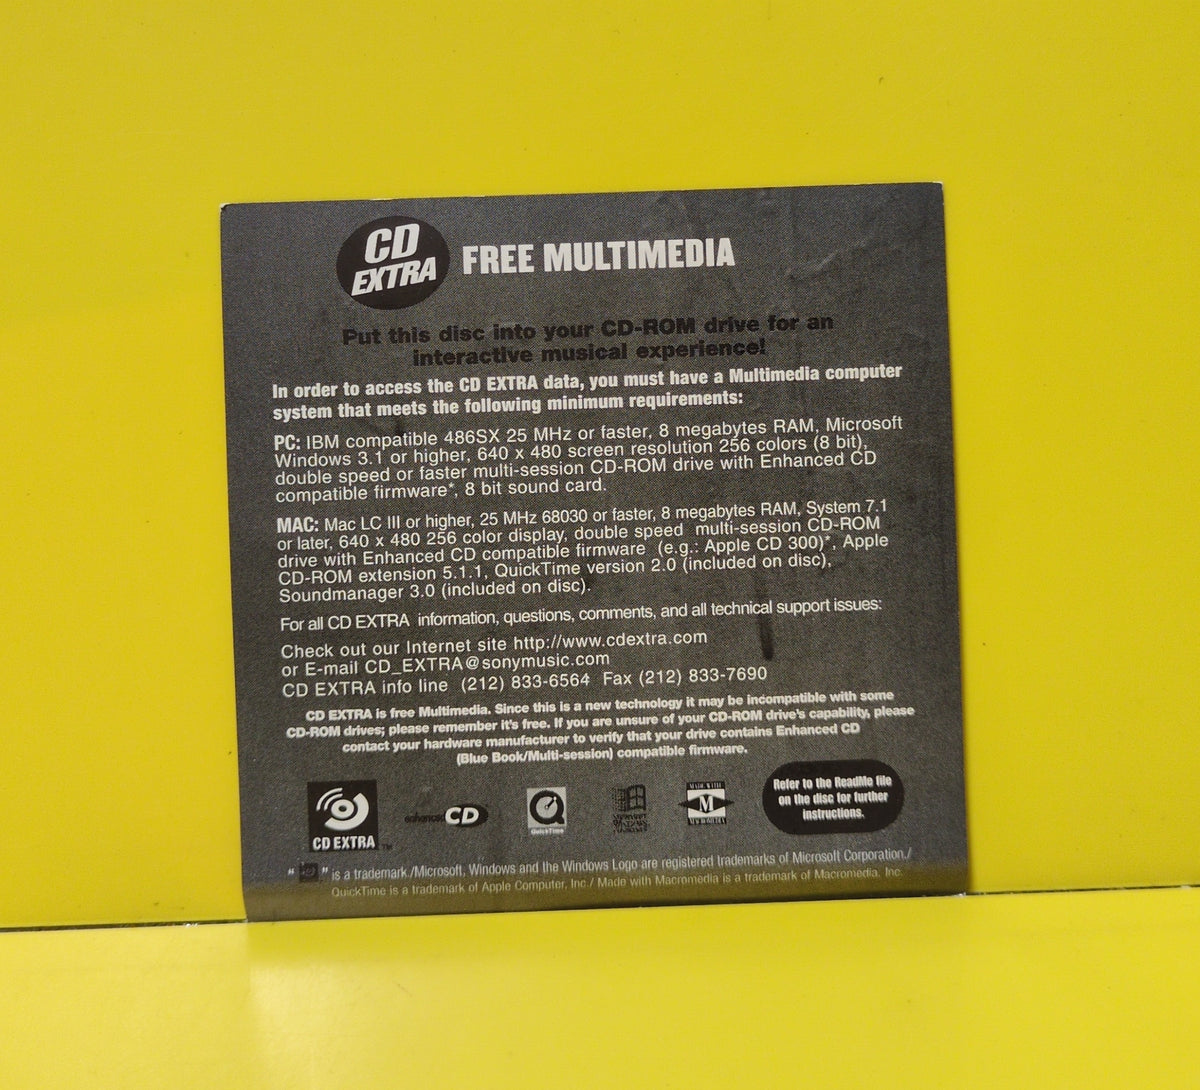 CD
EXTRA
FREE MULTIMEDIA
Put this disc into your CD-ROM drive for an
interactive musical experience!
In order to access the CD EXTRA data, you must have a Multimedia computer
system that meets the following minimum requirements:
PC: IBM compatible 486SX 25 MHz or faster, 8 megabytes RAM, Microsoft
Windows 3.1 or higher, 640 x 480 screen resolution 256 colors (8 bit),
double speed or faster multi-session CD-ROM drive with Enhanced CD
compatible firmware*, 8 bit sound card.
MAC: Mac LC III or higher, 25 MHz 68030 or faster, 8 megabytes RAM, System 7.1
or later, 640 x 480 256 color display, double speed multi-session CD-ROM
drive with Enhanced CD compatible firmware (e.g.: Apple CD 300)*, Apple
CD-ROM extension 5.1.1, QuickTime version 2.0 (included on disc),
Soundmanager 3.0 (included on disc).
For all CD EXTRA information, questions, comments, and all technical support issues:
Check out our Internet site http://www.cdextra.com
or E-mail CD_EXTRA@sonymusic.com
CD EXTRA info line (212) 833-6564 Fax (212) 833-7690
CD EXTRA is free Multimedia. Since this is a new technology it may be incompatible with some
CD-ROM drives; please remember it's free. If you are unsure of your CD-ROM drive's capability, please
contact your hardware manufacturer to verify that your drive contains Enhanced CD
(Blue Book/Multi-session) compatible firmware.
CD EXTRA™
enhanced CD
QuickTime
MADE WITH
M
MACROMEDIA
Refer to the ReadMe file
on the disc for further
instructions.
" " is a trademark./Microsoft, Windows and the Windows Logo are registered trademarks of Microsoft Corporation./
QuickTime is a trademark of Apple Computer, Inc./ Made with Macromedia is a trademark of Macromedia, Inc.